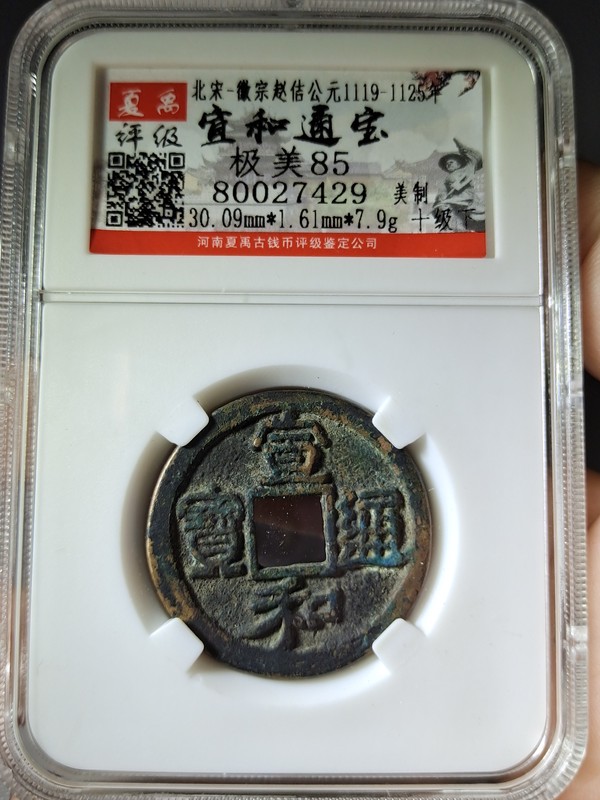 夏禹
评级
北宋-徽宗赵佶公元1119-1125年
宣和通宝
极美85
80027429 美制
30.09mm*1.61mm*7.9g 十级下
河南夏禹古钱币评级鉴定公司
宣
和
通
寳